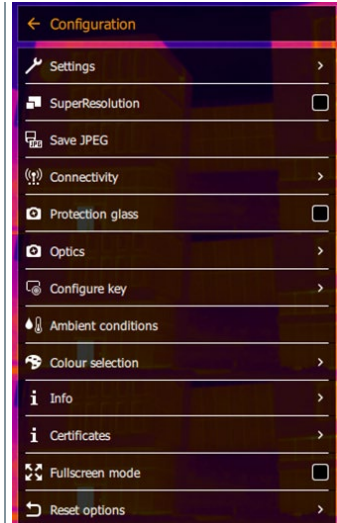 Configuration
Settings
SuperResolution
JPEG Save JPEG
Connectivity
Protection glass
Optics
Configure key
Ambient conditions
Colour selection
i Info
i Certificates
Fullscreen mode
Reset options